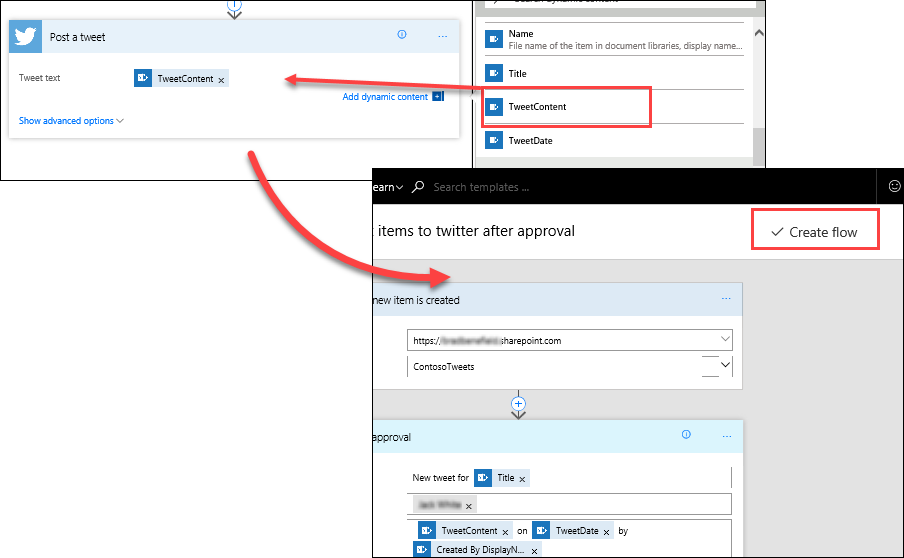 Post a tweet
Tweet text
TweetContent ×
Add dynamic content
Show advanced options
Name
File name of the item in document libraries, display name...
Title
TweetContent
TweetDate
earn
Search templates ...
items to twitter after approval
Create flow
new item is created
https://
sharepoint.com
ContosoTweets
approval
New tweet for Title ×
×
TweetContent × on TweetDate × by
Created By DisplayN... ×